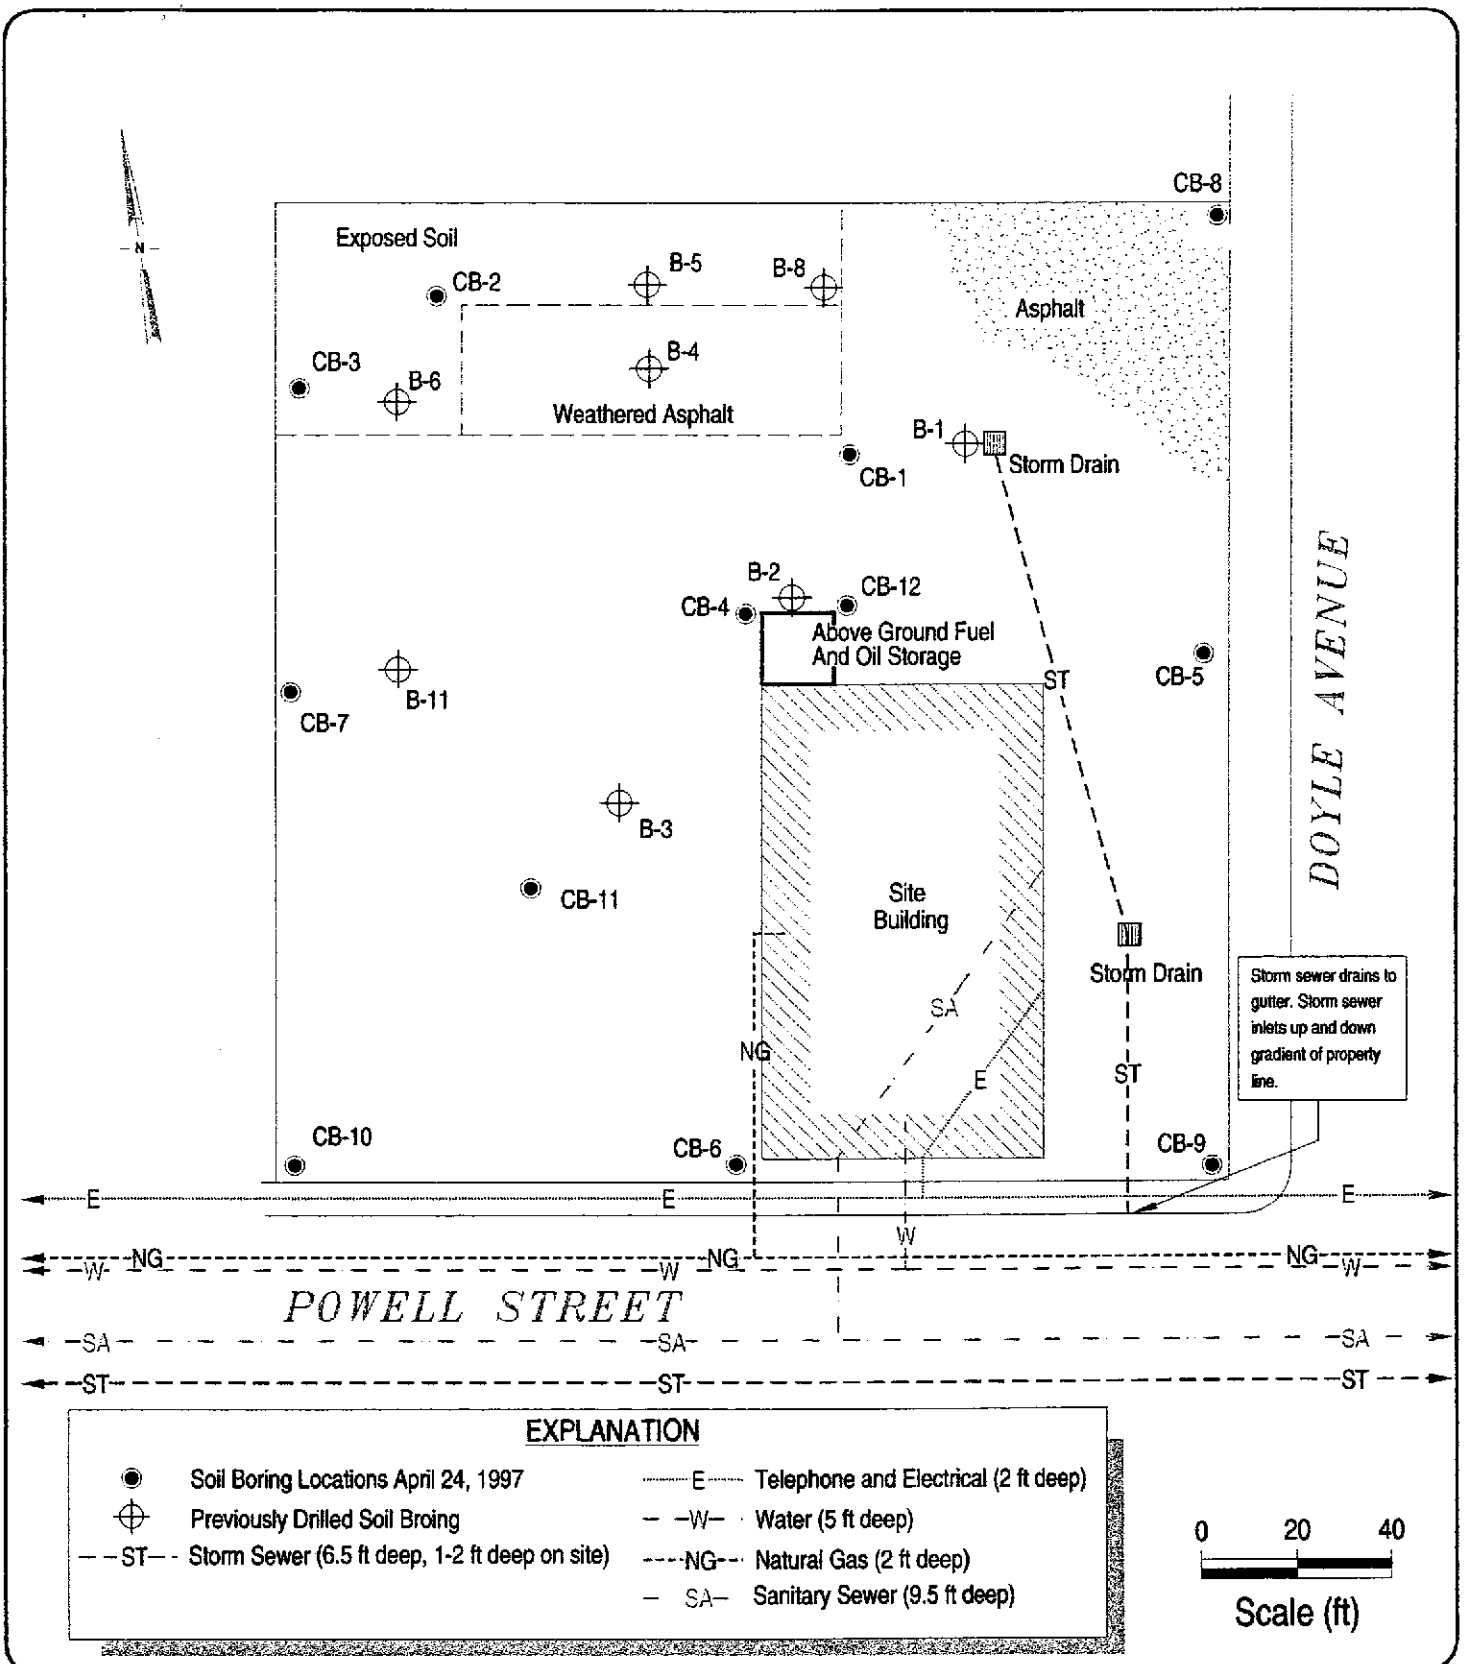 CB-8
N
Exposed Soil
CB-2
B-5
B-8
Asphalt
CB-3
B-6
B-4
Weathered Asphalt
B-1
Storm Drain
CB-1
B-2
CB-4
CB-12
Above Ground Fuel
And Oil Storage
ST
CB-5
DOYLE AVENUE
B-11
CB-7
B-3
CB-11
Site
Building
Storm Drain
Storm sewer drains to
gutter. Storm sewer
inlets up and down
gradient of property
line.
SA
NG
E
ST
CB-10
CB-6
CB-9
E E E
W
NG NG NG
W W W
POWELL STREET
SA SA SA
ST ST ST
EXPLANATION
Soil Boring Locations April 24, 1997
Previously Drilled Soil Broing
ST Storm Sewer (6.5 ft deep, 1-2 ft deep on site)
E Telephone and Electrical (2 ft deep)
W Water (5 ft deep)
NG Natural Gas (2 ft deep)
SA Sanitary Sewer (9.5 ft deep)
0 20 40
Scale (ft)